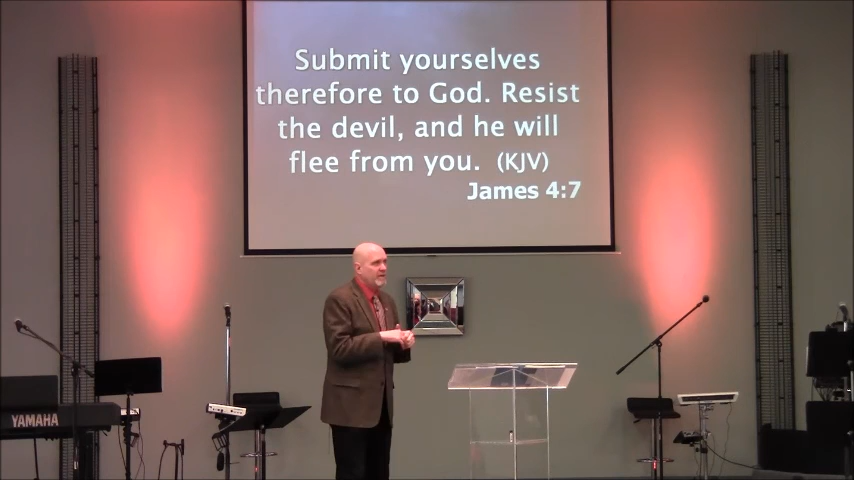 Submit yourselves
therefore to God. Resist
the devil, and he will
flee from you. (KJV)
James 4:7
YAMAHA